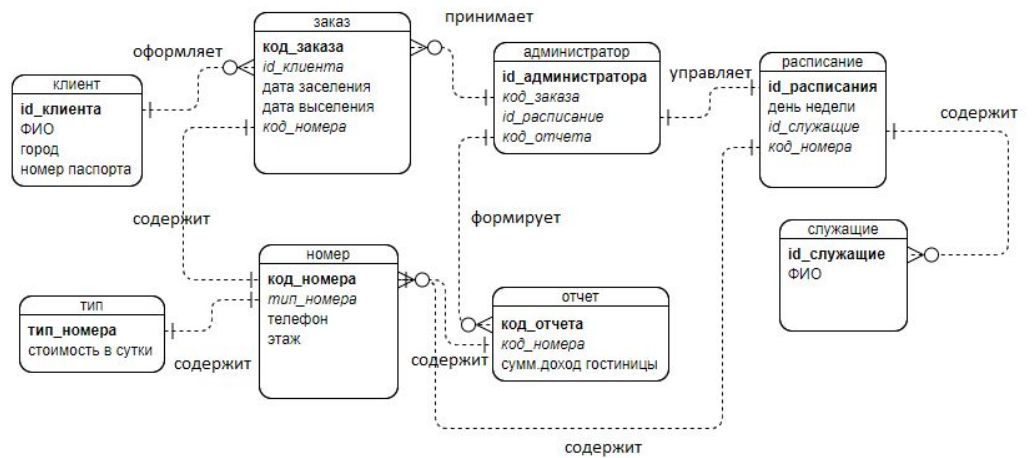 заказ
код_заказа
id_клиента
дата заселения
дата выселения
код_номера
принимает
оформляет
клиент
id_клиента
ФИО
город
номер паспорта
администратор
id_администратора
код_заказа
id_расписание
код_отчета
управляет
расписание
id_расписания
день недели
id_служащие
код_номера
содержит
содержит
формирует
служащие
id_служащие
ФИО
номер
код_номера
тип_номера
телефон
этаж
тип
тип_номера
стоимость в сутки
содержит
отчет
код_отчета
код_номера
сумм.доход гостиницы
содержит
содержит